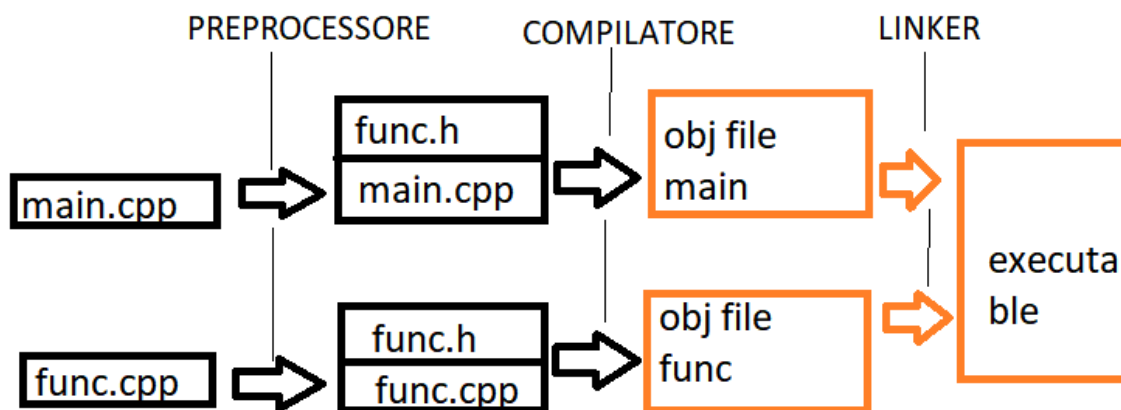 PREPROCESSORE
COMPILATORE
LINKER
main.cpp
func.h
main.cpp
obj file
main
func.cpp
func.h
func.cpp
obj file
func
executa
ble